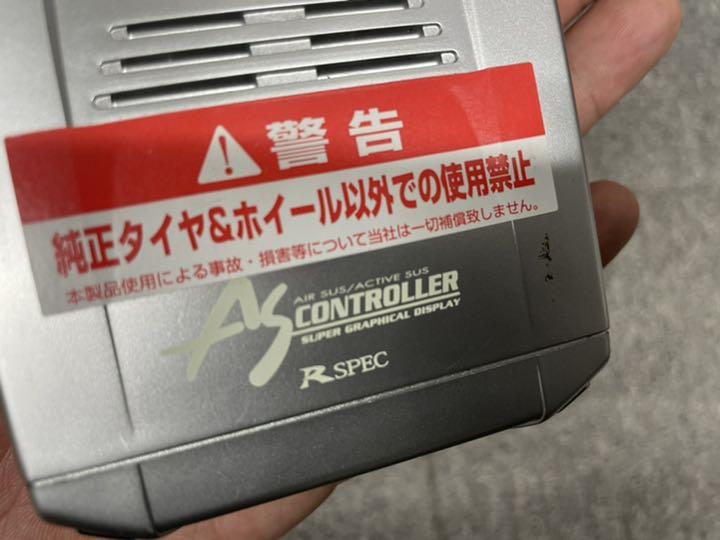 警告
純正タイヤ&ホイール以外での使用禁止
本製品使用による事故・損害等について当社は一切補償致しません。
AIR SUS/ACTIVE SUS
AS CONTROLLER
SUPER GRAPHICAL DISPLAY
R SPEC